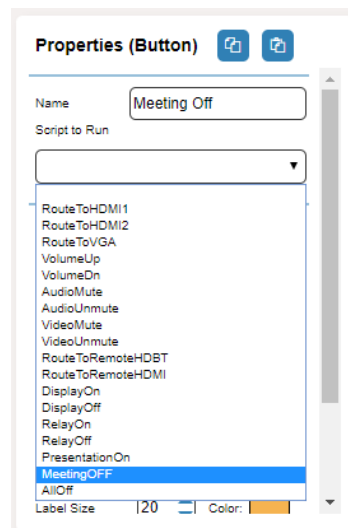 Properties (Button)
Name Meeting Off
Script to Run
RouteToHDMI1
RouteToHDMI2
RouteToVGA
VolumeUp
VolumeDn
AudioMute
AudioUnmute
VideoMute
VideoUnmute
RouteToRemoteHDBT
RouteToRemoteHDMI
DisplayOn
DisplayOff
RelayOn
RelayOff
PresentationOn
MeetingOFF
AllOff
Label Size 20 Color: